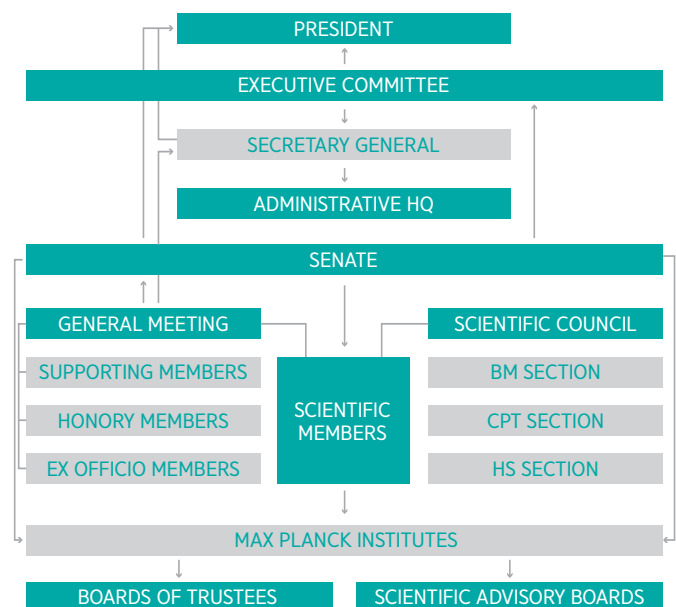 PRESIDENT
EXECUTIVE COMMITTEE
SECRETARY GENERAL
ADMINISTRATIVE HQ
SENATE
GENERAL MEETING
SCIENTIFIC COUNCIL
SUPPORTING MEMBERS
HONORY MEMBERS
EX OFFICIO MEMBERS
SCIENTIFIC
MEMBERS
BM SECTION
CPT SECTION
HS SECTION
MAX PLANCK INSTITUTES
BOARDS OF TRUSTEES
SCIENTIFIC ADVISORY BOARDS